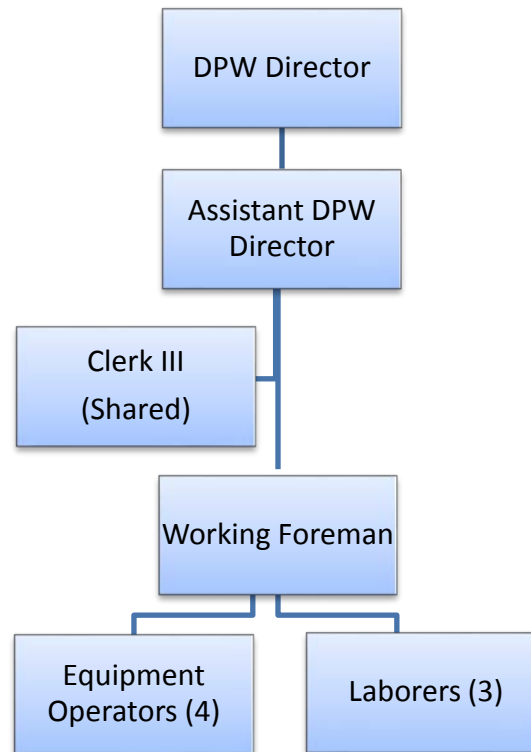 DPW Director
Assistant DPW
Director
Clerk III
(Shared)
Working Foreman
Equipment
Operators (4)
Laborers (3)